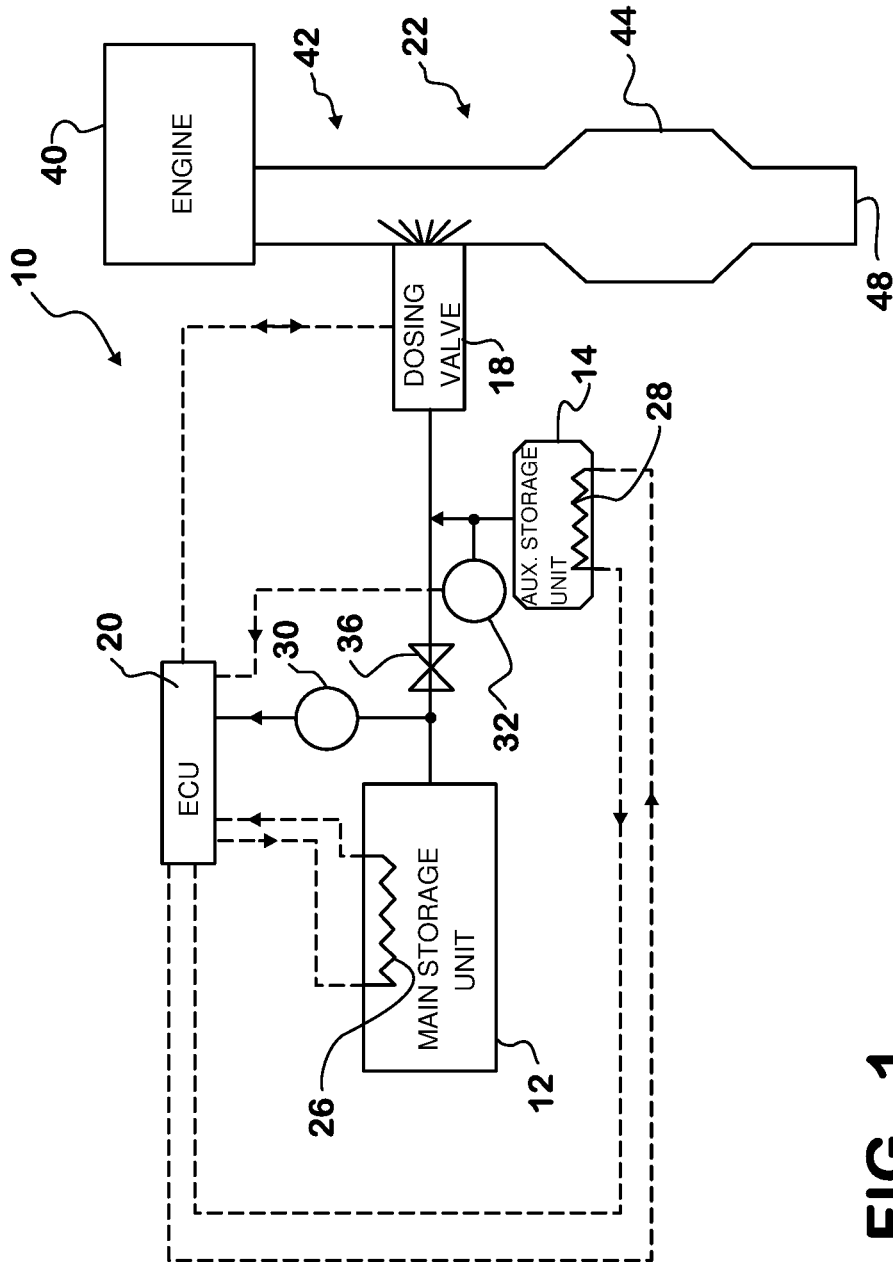 10
40
ENGINE
42
22
44
48
DOSING
VALVE
18
20
ECU
30
36
32
AUX. STORAGE
UNIT
14
28
26
MAIN STORAGE
UNIT
12
FIG. 1